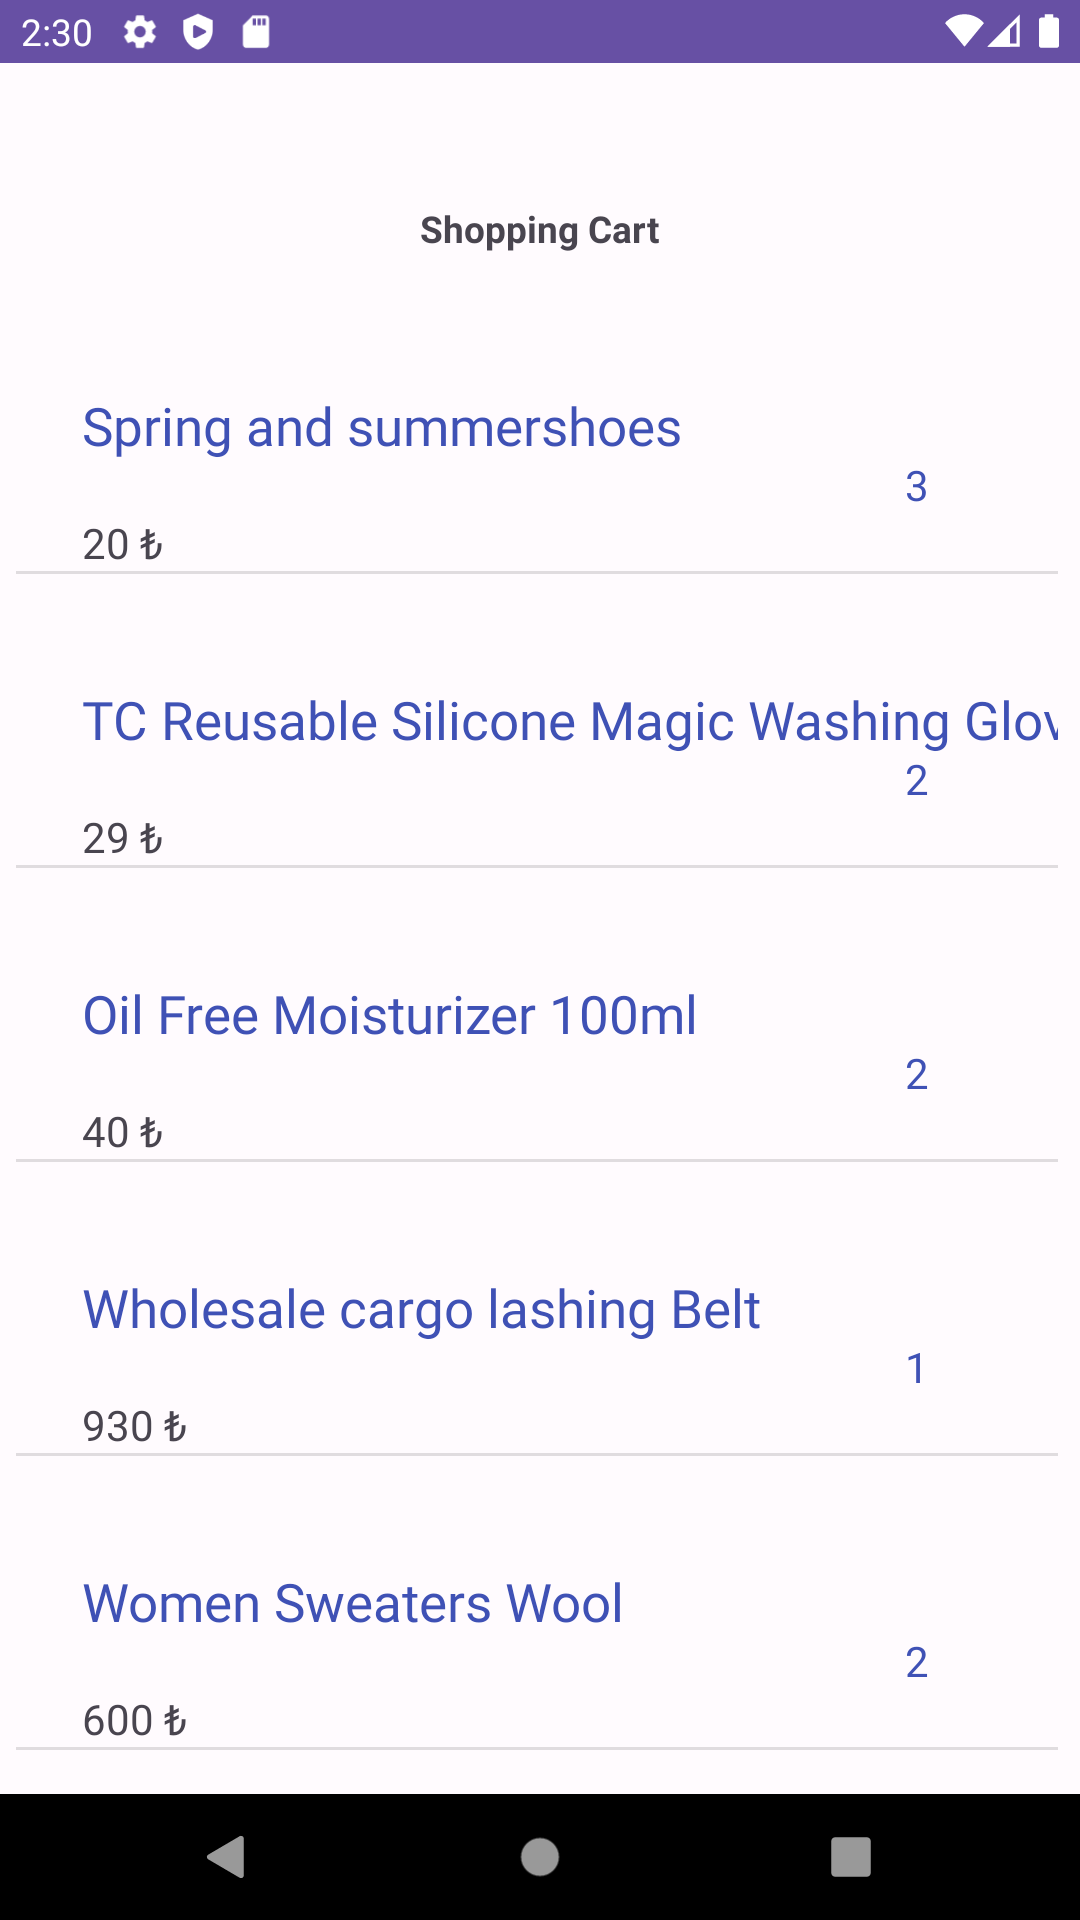 2:30
Shopping Cart
Spring and summershoes
3
20 ₺
TC Reusable Silicone Magic Washing Glov
2
29 ₺
Oil Free Moisturizer 100ml
2
40 ₺
Wholesale cargo lashing Belt
1
930 ₺
Women Sweaters Wool
2
600 ₺